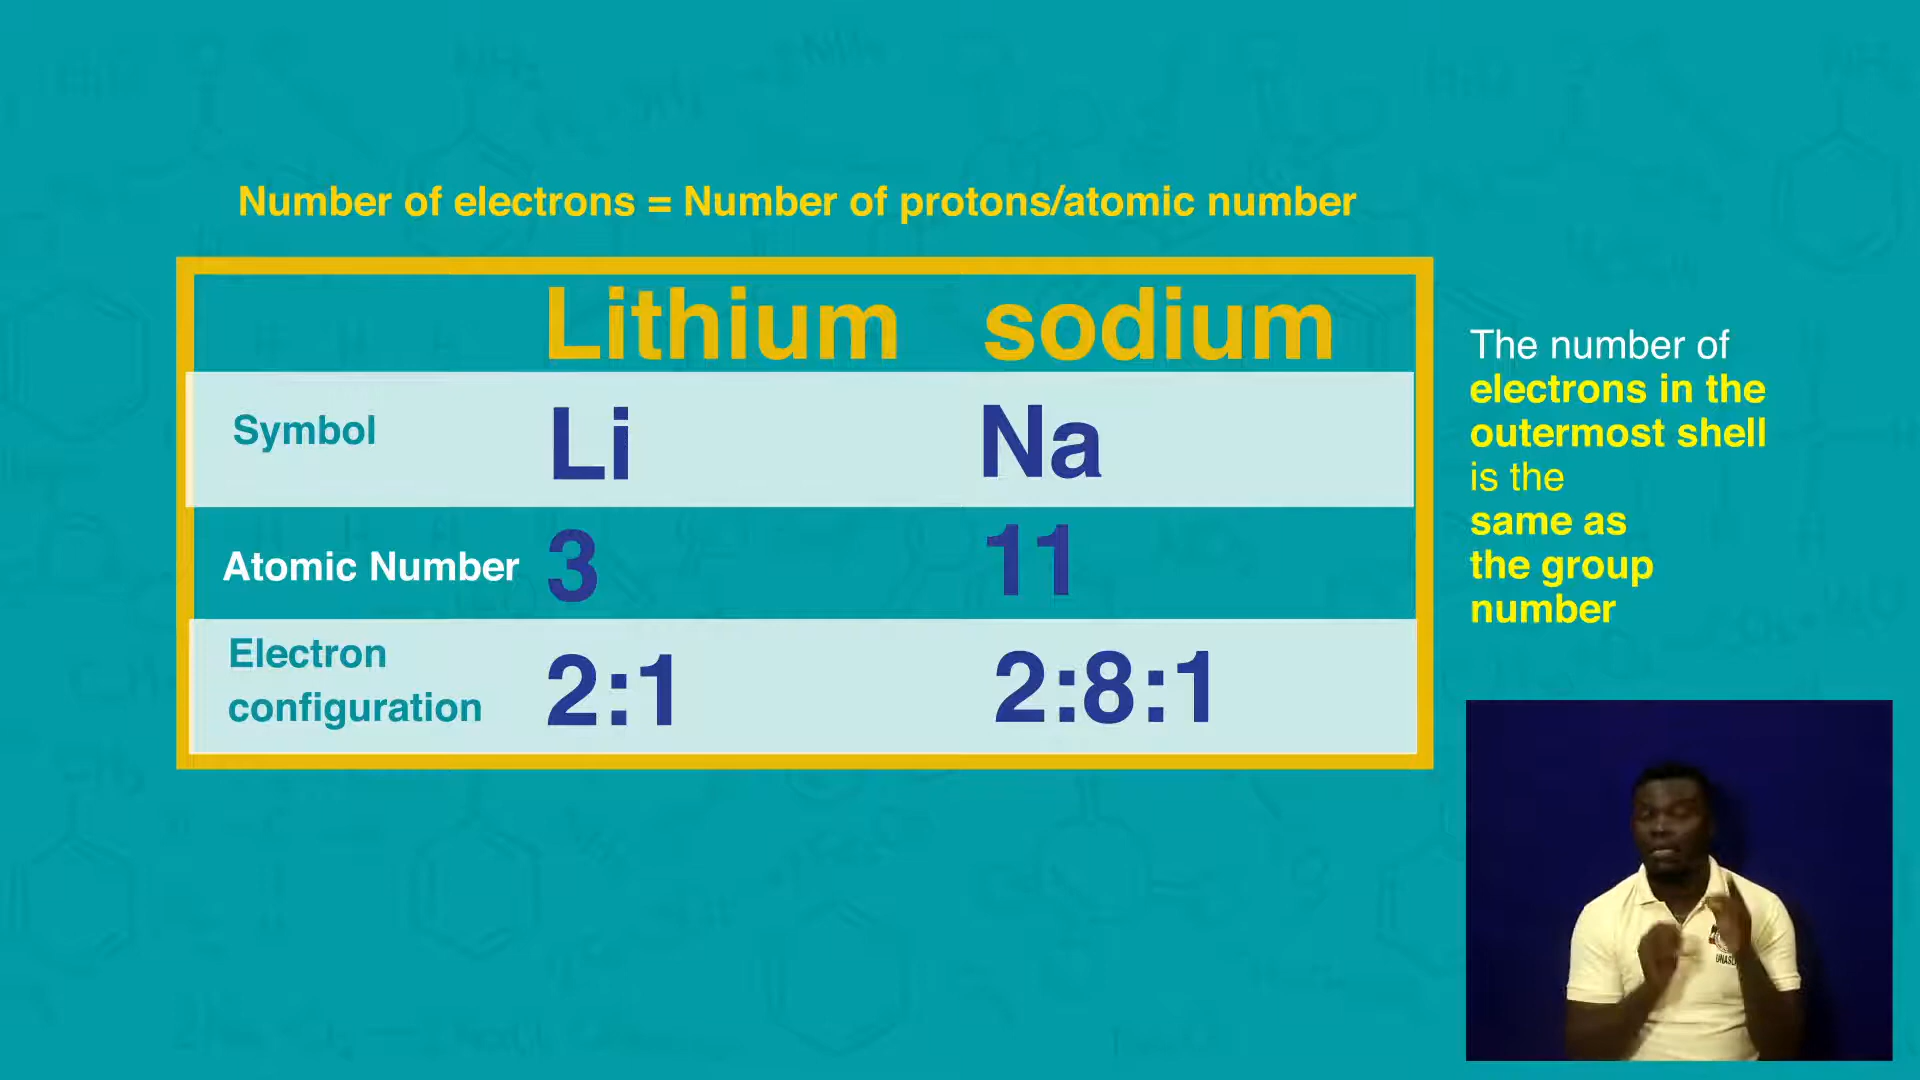 Number of electrons = Number of protons/atomic number
Lithium sodium
Symbol Li Na
Atomic Number 3 11
Electron
configuration 2:1 2:8:1
The number of
electrons in the
outermost shell
is the
same as
the group
number